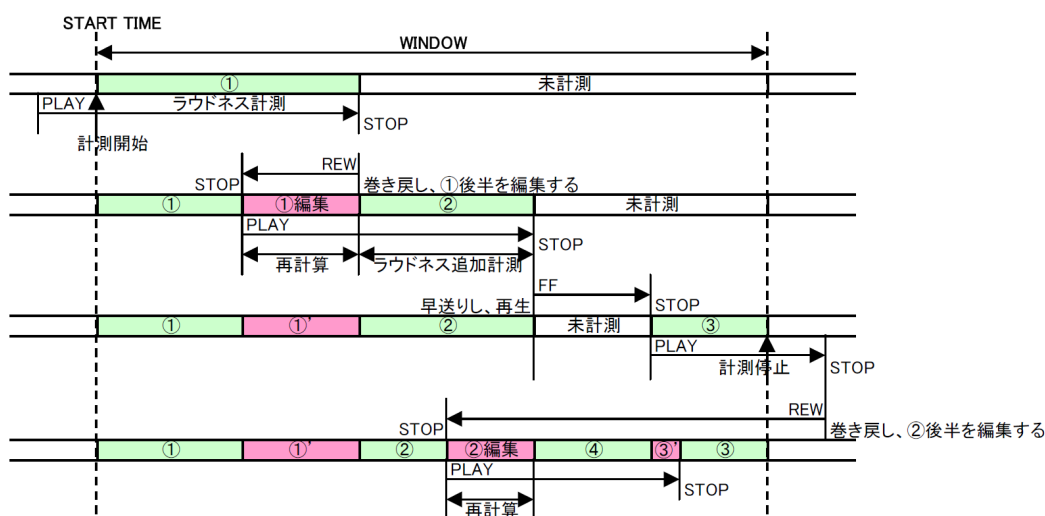 START TIME
WINDOW
① 未計測
PLAY ラウドネス計測
STOP
計測開始
REW
STOP 巻き戻し、①後半を編集する
① ①編集 ② 未計測
PLAY
STOP
再計算 ラウドネス追加計測
FF
早送りし、再生 STOP
① ①' ② 未計測 ③
PLAY
計測停止 STOP
REW
STOP 巻き戻し、②後半を編集する
① ①' ② ②編集 ④ ③' ③
PLAY
STOP
再計算